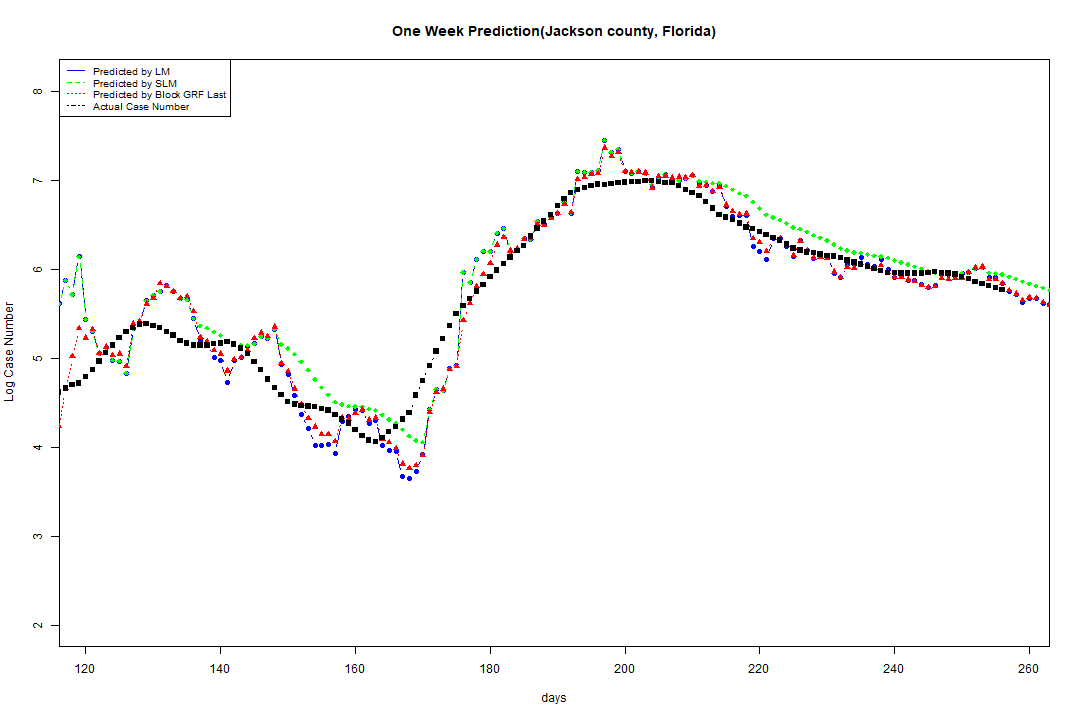 One Week Prediction(Jackson county, Florida)
Predicted by LM
Predicted by SLM
Predicted by Block GRF Last
Actual Case Number
8
7
6
5
4
3
2
Log Case Number
120 140 160 180 200 220 240 260
days